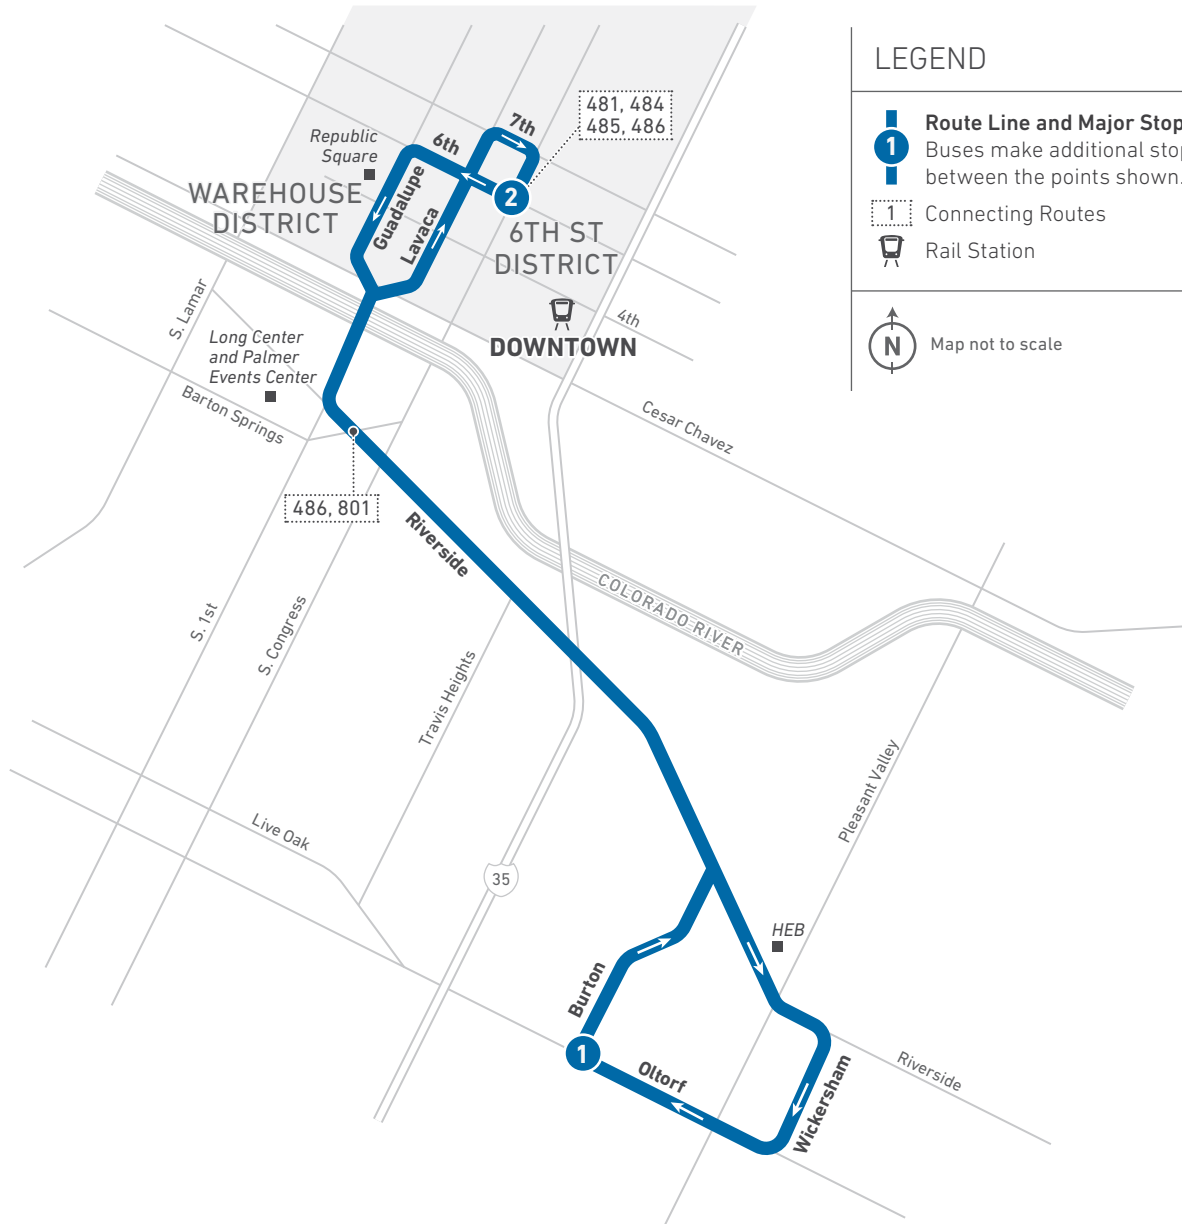 LEGEND
Route Line and Major Stop
1
Buses make additional stop
between the points shown.
1
Connecting Routes
Rail Station
N
Map not to scale
481, 484
485, 486
7th
6th
Republic
Square
2
WAREHOUSE
DISTRICT
Guadalupe
Lavaca
6TH ST
DISTRICT
S. Lamar
4th
DOWNTOWN
Long Center
and Palmer
Events Center
Barton Springs
Cesar Chavez
486, 801
Riverside
COLORADO RIVER
S. 1st
S. Congress
Travis Heights
Pleasant Valley
Live Oak
35
HEB
Burton
1
Oltorf
Wickersham
Riverside